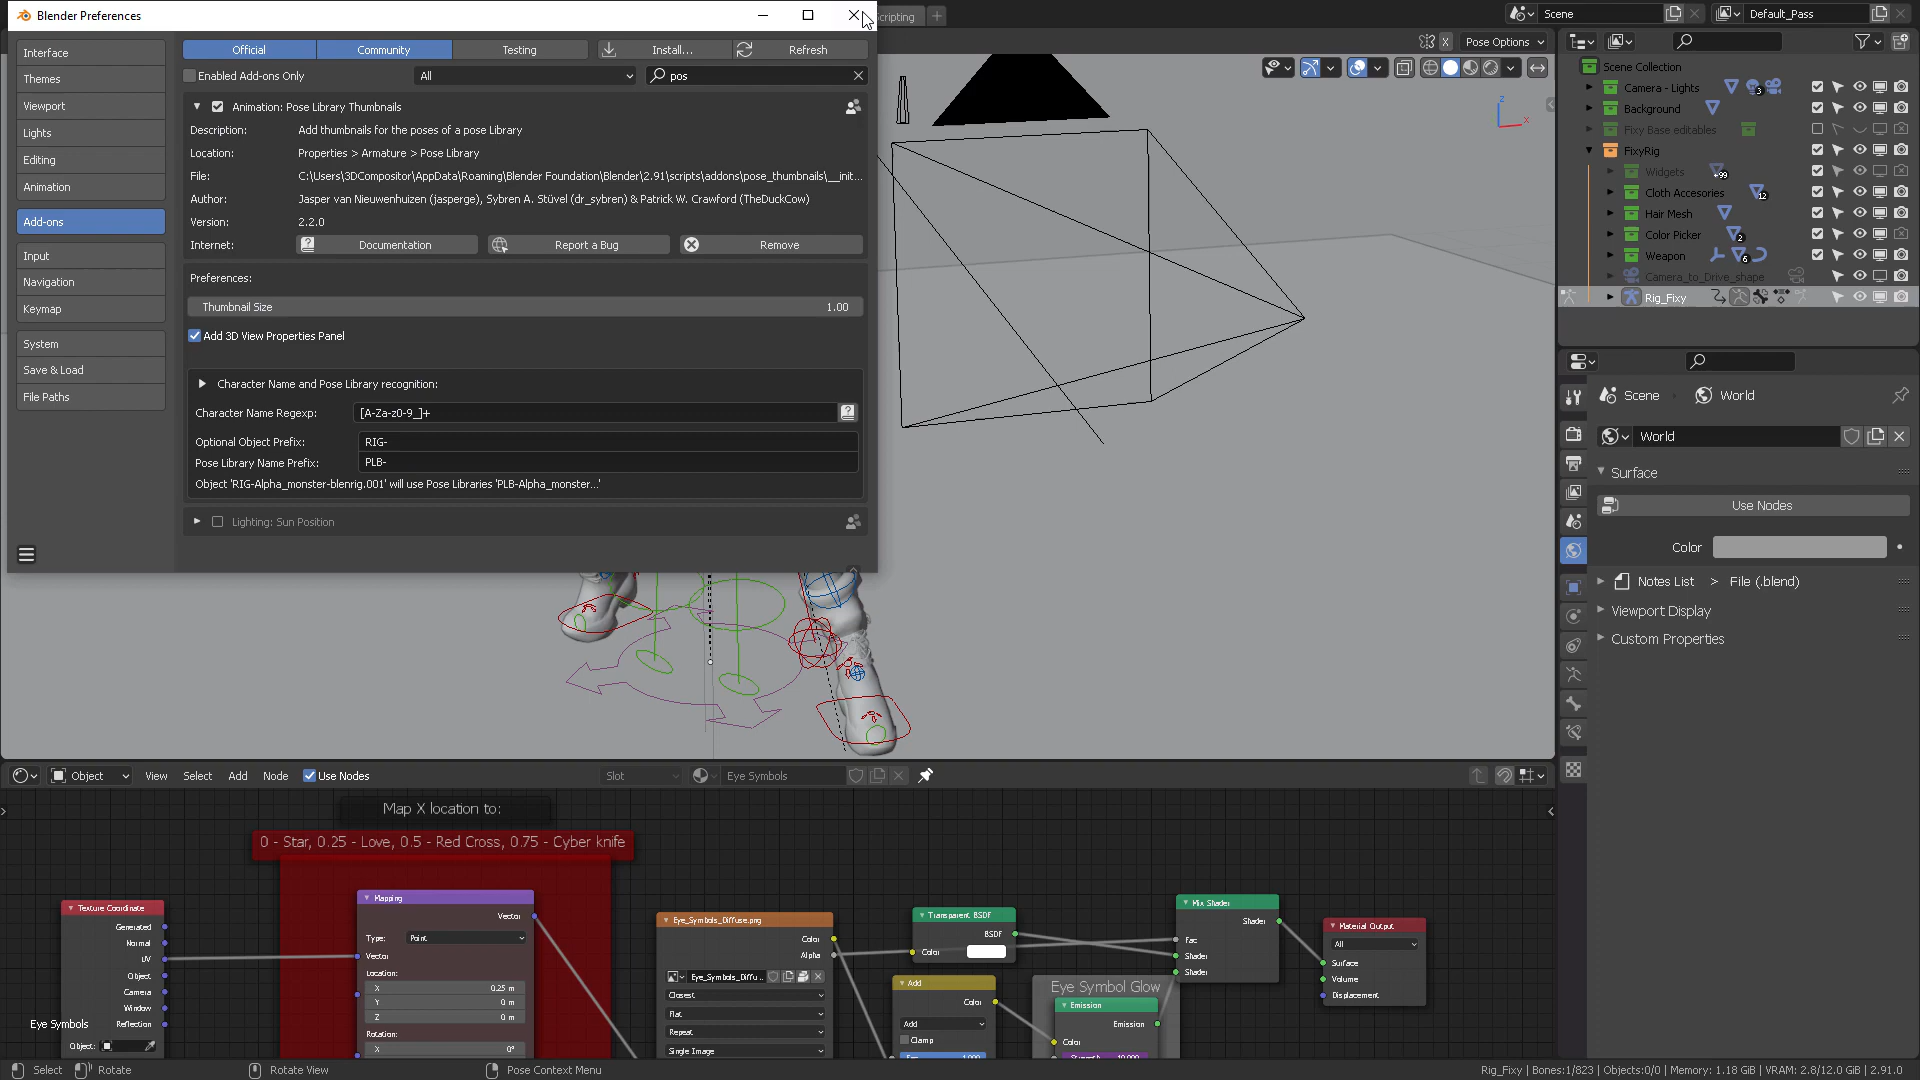 Blender Preferences
Scripting
Scene
Default_Pass
Official
Community
Testing
Install...
Refresh
Enabled Add-ons Only
All
pos
Interface
Themes
Viewport
Lights
Editing
Animation
Add-ons
Input
Navigation
Keymap
System
Save & Load
File Paths
Animation: Pose Library Thumbnails
Description: Add thumbnails for the poses of a pose Library
Location: Properties > Armature > Pose Library
File: C:\Users\3DCompositor\AppData\Roaming\Blender Foundation\Blender\2.91\scripts\addons\pose_thumbnails\__init...
Author: Jasper van Nieuwenhuizen (jasperge), Sybren A. Stüvel (dr_sybren) & Patrick W. Crawford (TheDuckCow)
Version: 2.2.0
Internet: Documentation Report a Bug Remove
Preferences:
Thumbnail Size 1.00
Add 3D View Properties Panel
Character Name and Pose Library recognition:
Character Name Regexp: [A-Za-z0-9_]+
Optional Object Prefix: RIG-
Pose Library Name Prefix: PLB-
Object 'RIG-Alpha_monster-blenrig.001' will use Pose Libraries 'PLB-Alpha_monster...'
Lighting: Sun Position
X
Pose Options
Z
X
Scene Collection
Camera - Lights 3
Background
Fixy Base editables
FixyRig
Widgets +99
Cloth Accesories 12
Hair Mesh
Color Picker 2
Weapon 6
Camera_to_Drive_shape
Rig_Fixy
Scene
World
World
Surface
Use Nodes
Color
Notes List > File (.blend)
Viewport Display
Custom Properties
Object
View
Select
Add
Node
Use Nodes
Slot
Eye Symbols
Map X location to:
0 - Star, 0.25 - Love, 0.5 - Red Cross, 0.75 - Cyber knife
Texture Coordinate
Generated
Normal
UV
Object
Camera
Window
Reflection
Object:
Eye Symbols
Mapping
Vector
Type: Point
Vector
Location:
X 0.25 m
Y 0 m
Z 0 m
Rotation:
X 0°
Eye_Symbols_Diffuse.png
Color
Alpha
Eye_Symbols_Diffu..
Closest
Flat
Repeat
Single Image
Transparent BSDF
BSDF
Color
Add
Color
Add
Clamp
Fac 1.000
Eye Symbol Glow
Emission
Emission
Color
Strength 10.000
Mix Shader
Shader
Fac
Shader
Shader
Material Output
All
Surface
Volume
Displacement
Select
Rotate
Rotate View
Pose Context Menu
Rig_Fixy | Bones:1/823 | Objects:0/0 | Memory: 1.18 GiB | VRAM: 2.8/12.0 GiB | 2.91.0